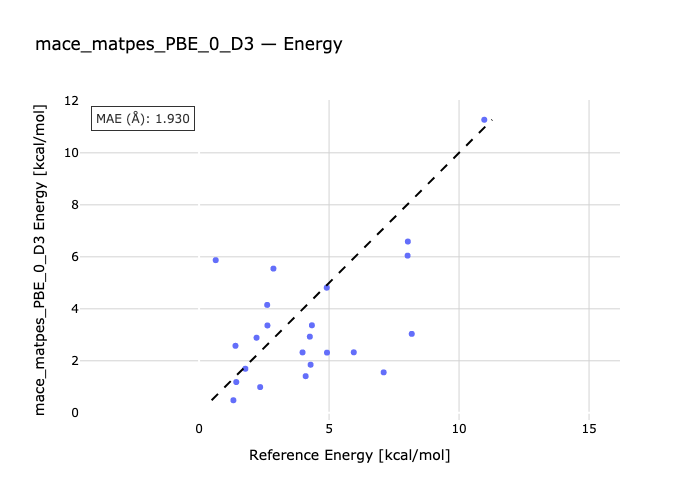 mace_matpes_PBE_0_D3 — Energy
12
MAE (Å): 1.930
10
8
6
4
2
0
mace_matpes_PBE_0_D3 Energy [kcal/mol]
0 5 10 15
Reference Energy [kcal/mol]